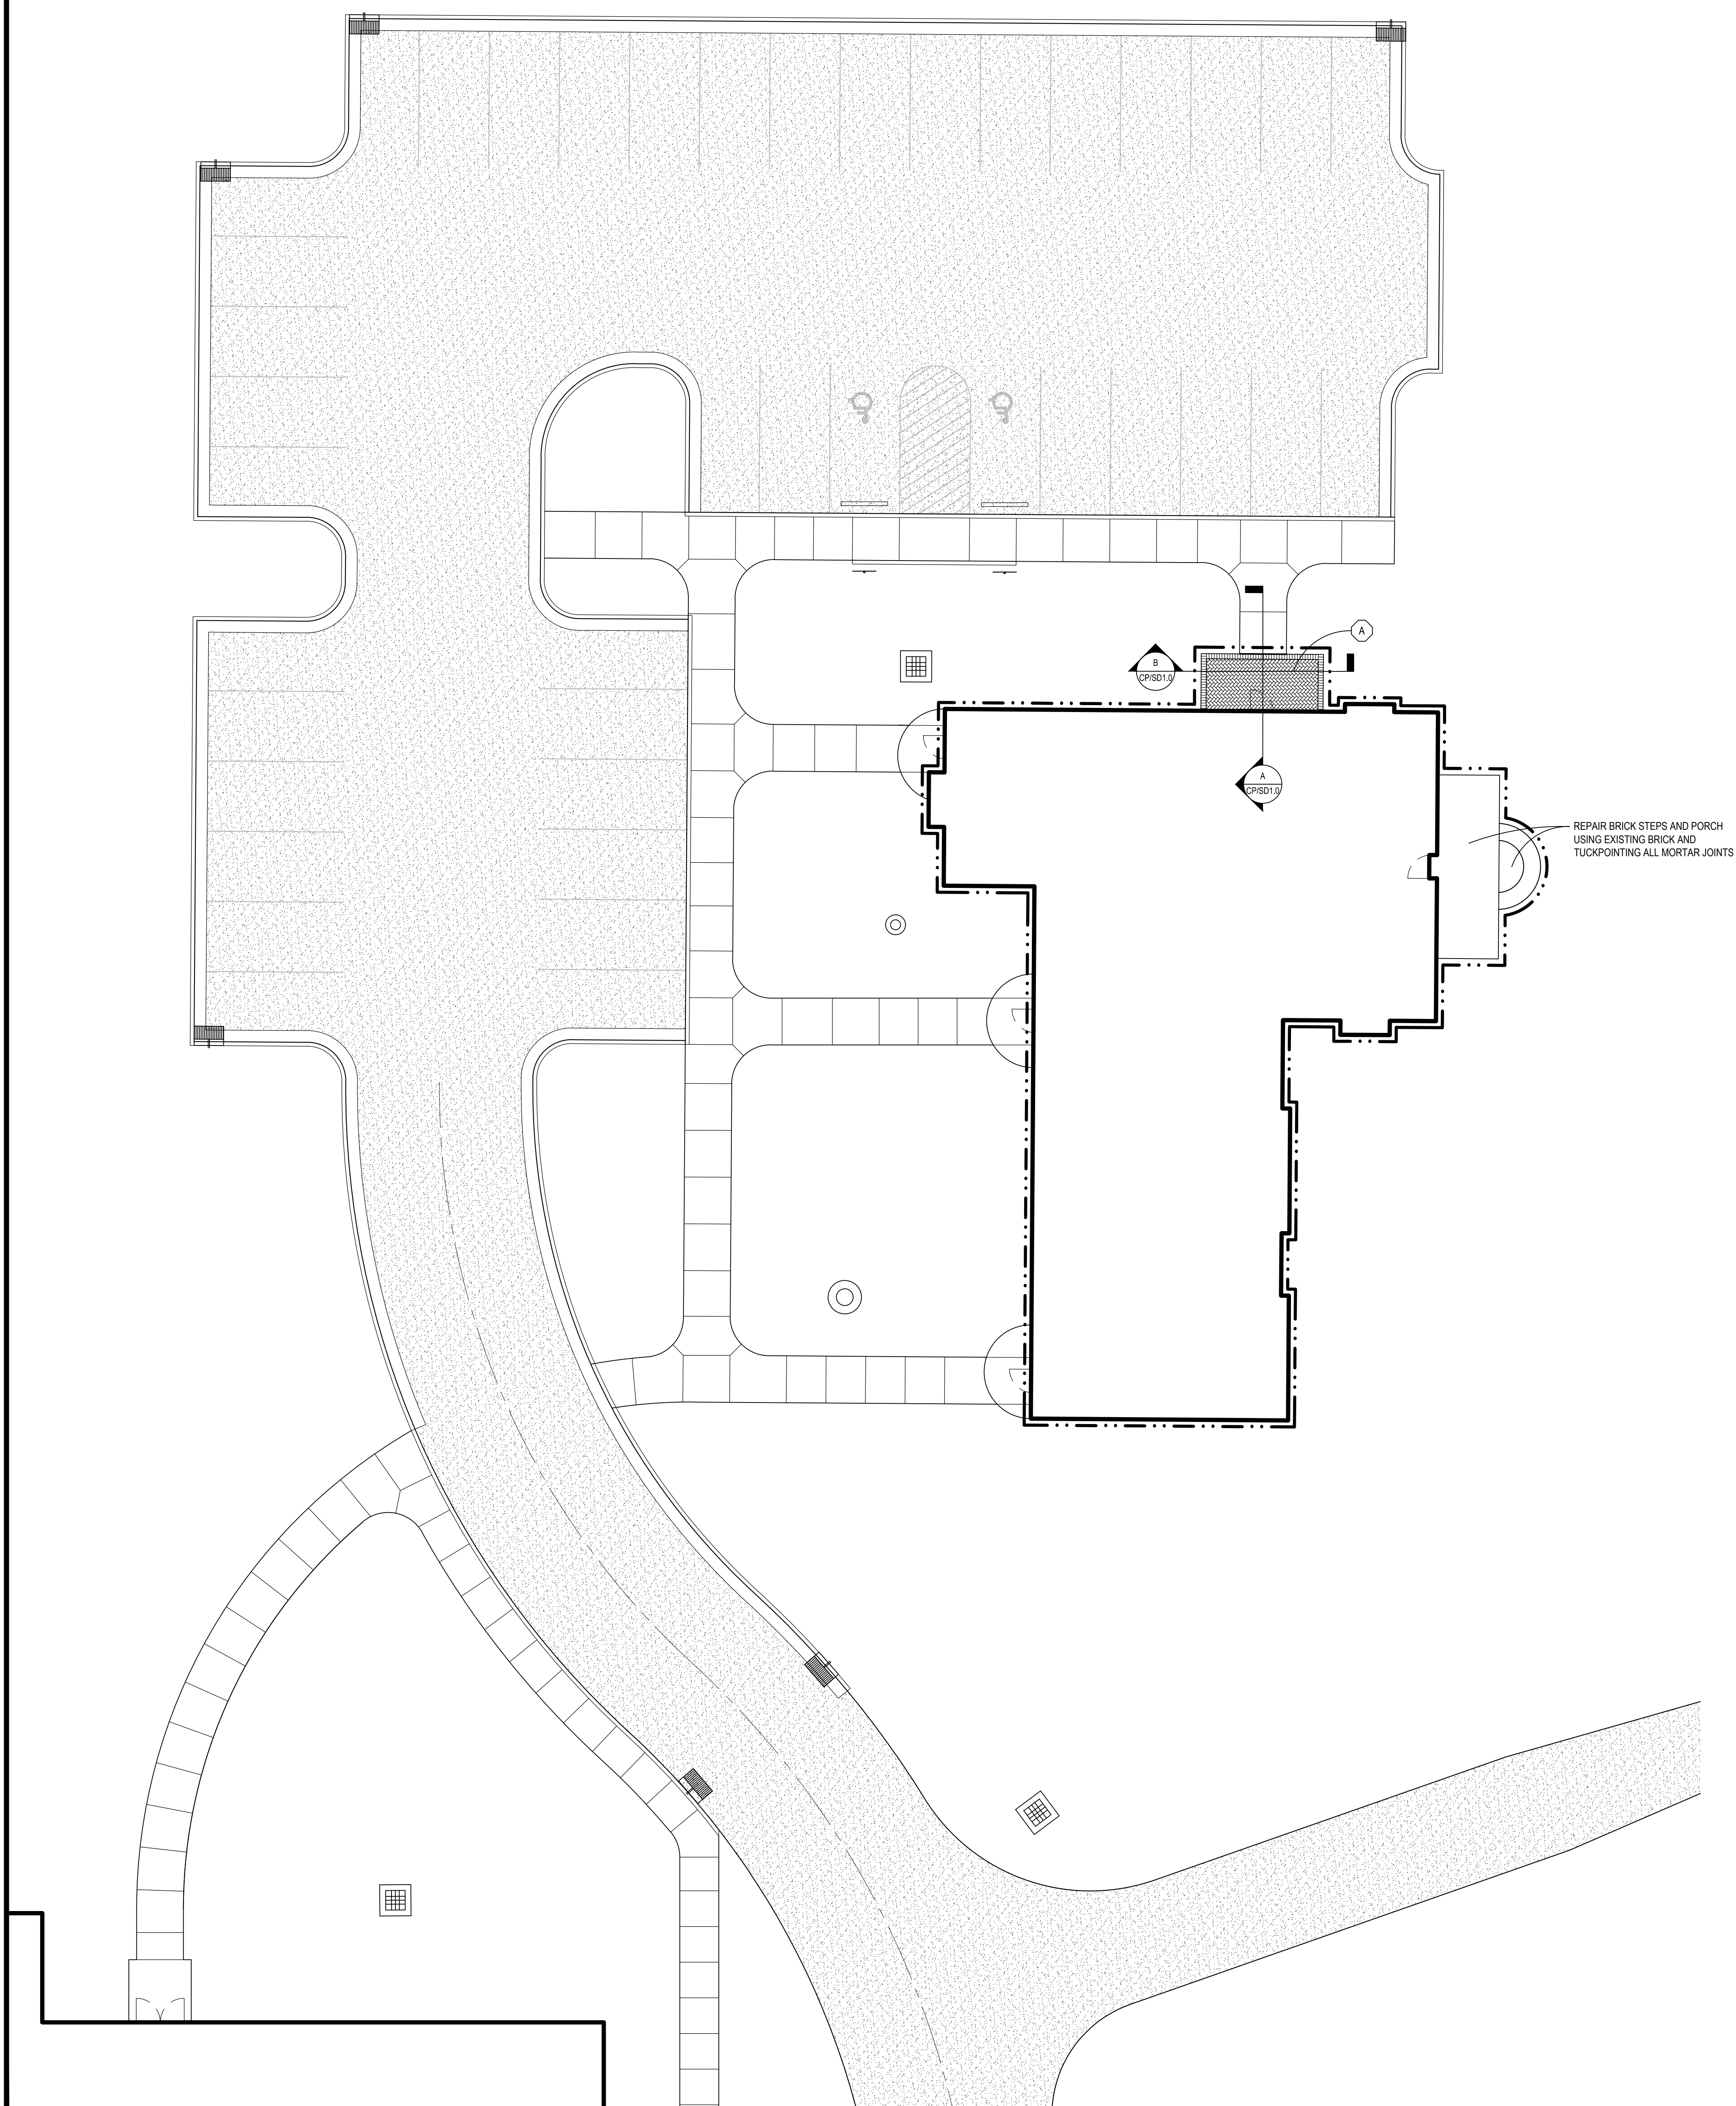 A
B
CP/SD1.0
A
CP/SD1.0
REPAIR BRICK STEPS AND PORCH
USING EXISTING BRICK AND
TUCKPOINTING ALL MORTAR JOINTS